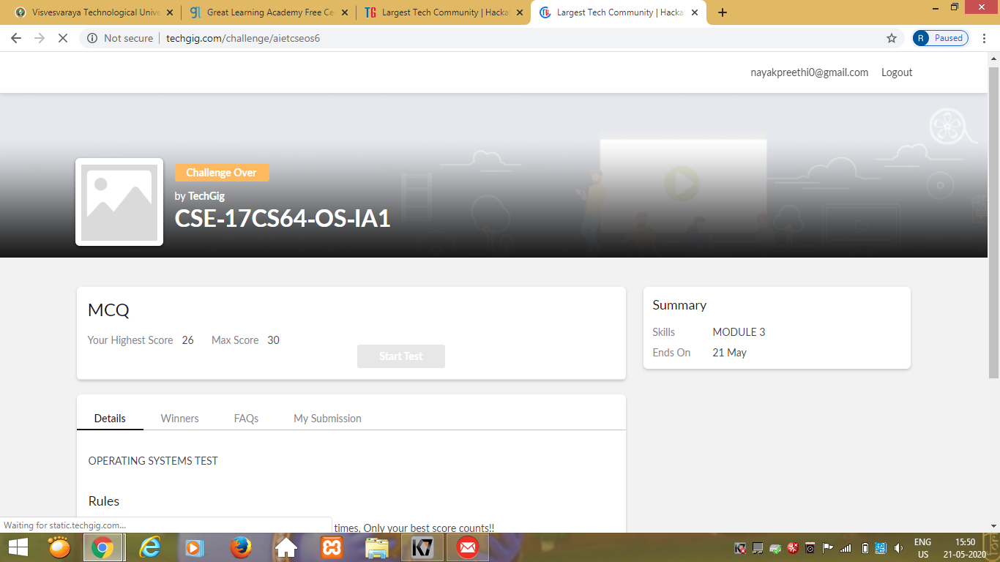 Visvesvaraya Technological Unive
Great Learning Academy Free Ce
Largest Tech Community | Hacka
Largest Tech Community | Hacka
Not secure
techgig.com/challenge/aietcseos6
R
Paused
nayakpreethi0@gmail.com
Logout
Challenge Over
by TechGig
CSE-17CS64-OS-IA1
MCQ
Your Highest Score 26 Max Score 30
Start Test
Summary
Skills MODULE 3
Ends On 21 May
Details Winners FAQs My Submission
OPERATING SYSTEMS TEST
Rules
times, Only your best score counts!!
Waiting for static.techgig.com...
ENG 15:50
US 21-05-2020